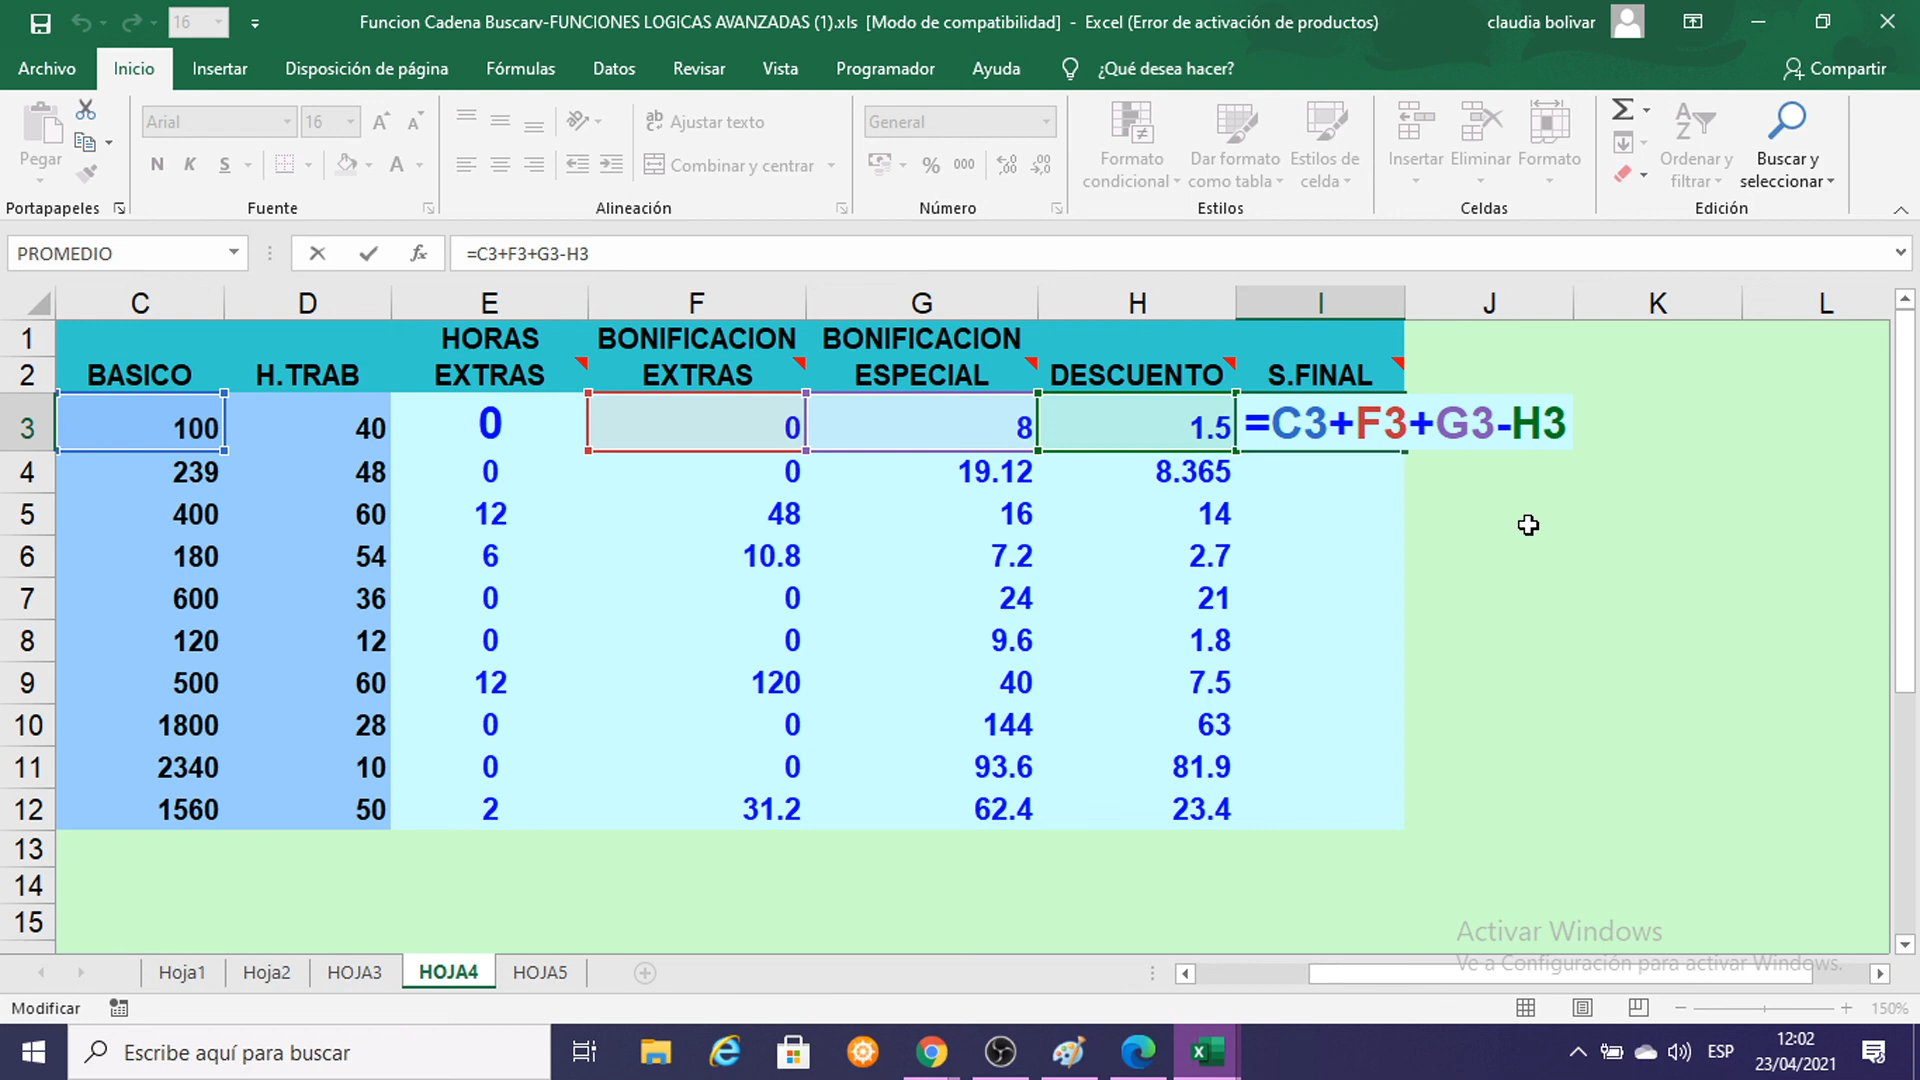 16
Funcion Cadena Buscarv-FUNCIONES LOGICAS AVANZADAS (1).xls [Modo de compatibilidad] - Excel (Error de activación de productos)
claudia bolivar
Archivo Inicio Insertar Disposición de página Fórmulas Datos Revisar Vista Programador Ayuda ¿Qué desea hacer? Compartir
Pegar
Arial 16
N K S
Ajustar texto
Combinar y centrar
General
% 000
Formato condicional
Dar formato como tabla
Estilos de celda
Insertar Eliminar Formato
Ordenar y filtrar
Buscar y seleccionar
Portapapeles Fuente Alineación Número Estilos Celdas Edición
PROMEDIO fx =C3+F3+G3-H3
C D E F G H I J K L
1 HORAS BONIFICACION BONIFICACION
2 BASICO H.TRAB EXTRAS EXTRAS ESPECIAL DESCUENTO S.FINAL
3 100 40 0 0 8 1.5 =C3+F3+G3-H3
4 239 48 0 0 19.12 8.365
5 400 60 12 48 16 14
6 180 54 6 10.8 7.2 2.7
7 600 36 0 0 24 21
8 120 12 0 0 9.6 1.8
9 500 60 12 120 40 7.5
10 1800 28 0 0 144 63
11 2340 10 0 0 93.6 81.9
12 1560 50 2 31.2 62.4 23.4
13
14
15
Activar Windows
Ve a Configuración para activar Windows.
Hoja1 Hoja2 HOJA3 HOJA4 HOJA5
Modificar 150%
Escribe aquí para buscar
ESP
12:02
23/04/2021